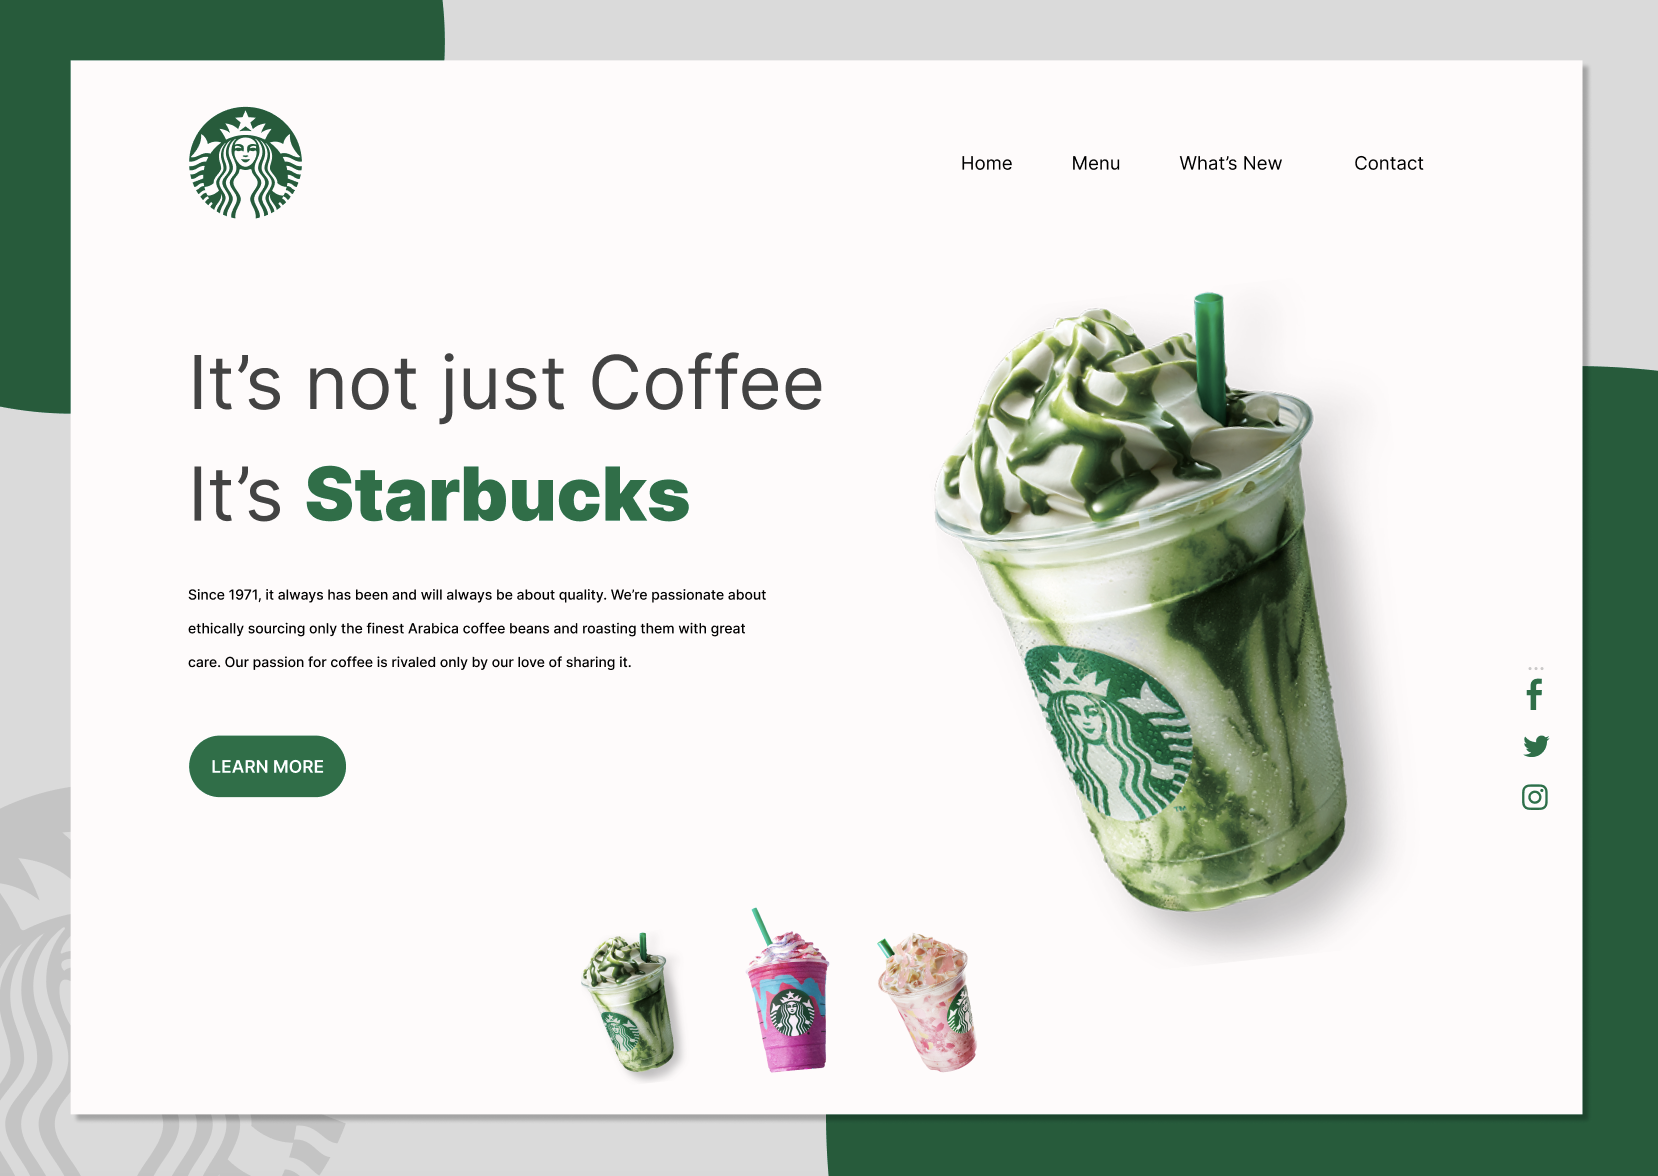 Home
Menu
What’s New
Contact
It’s not just Coffee
It’s Starbucks
Since 1971, it always has been and will always be about quality. We’re passionate about
ethically sourcing only the finest Arabica coffee beans and roasting them with great
care. Our passion for coffee is rivaled only by our love of sharing it.
LEARN MORE
TM